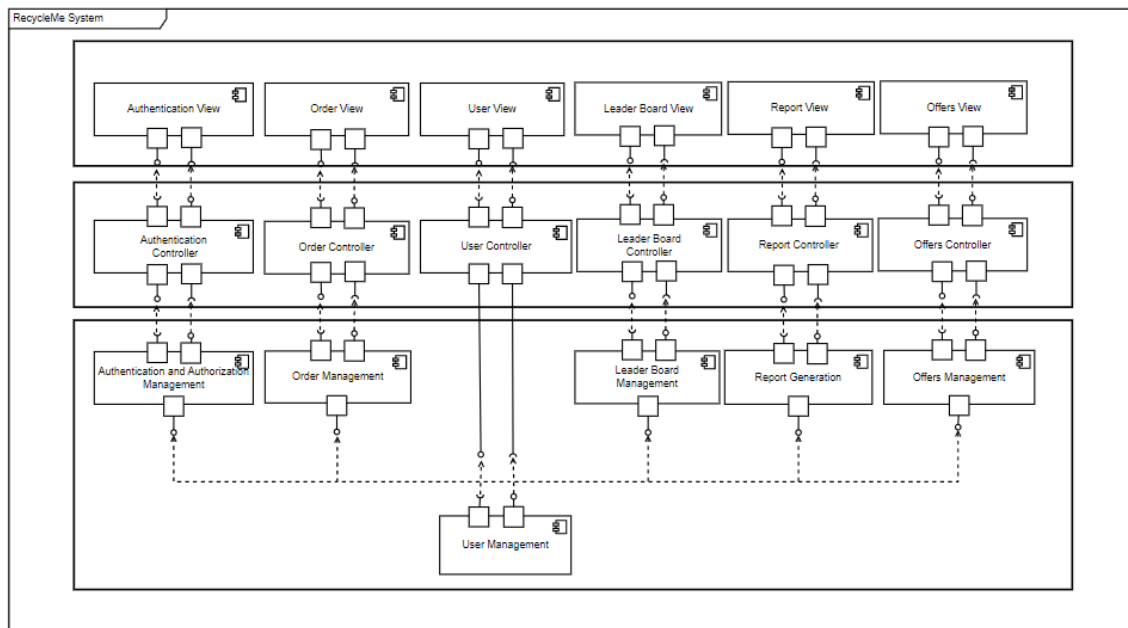 RecycleMe System
Authentication View
Order View
User View
Leader Board View
Report View
Offers View
Authentication
Controller
Order Controller
User Controller
Leader Board
Controller
Report Controller
Offers Controller
Authentication and Authorization
Management
Order Management
Leader Board
Management
Report Generation
Offers Management
User Management